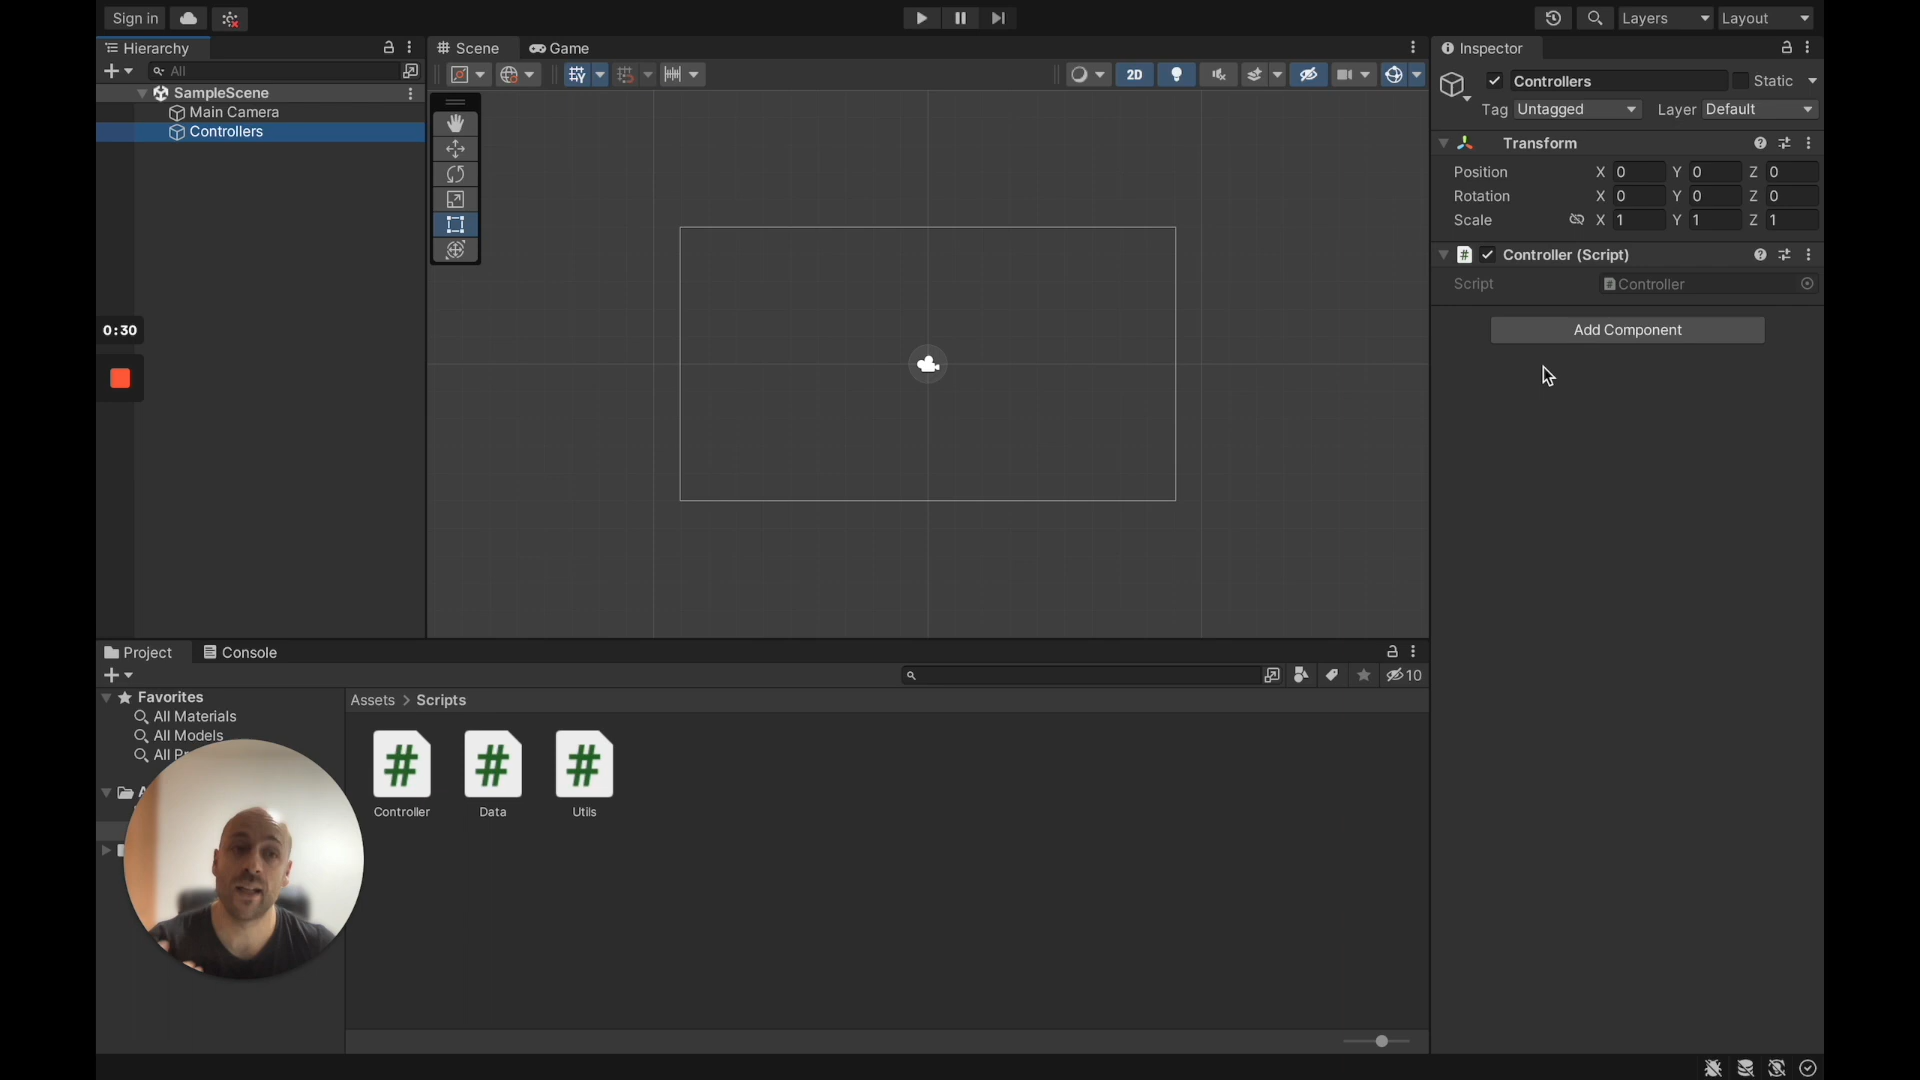 Sign in
Layers
Layout
Hierarchy
Scene
Game
Inspector
All
2D
Controllers
Static
SampleScene
Main Camera
Controllers
Tag Untagged
Layer Default
Transform
Position X 0 Y 0 Z 0
Rotation X 0 Y 0 Z 0
Scale X 1 Y 1 Z 1
Controller (Script)
Script Controller
Add Component
0:30
Project
Console
10
Favorites
All Materials
All Models
Assets > Scripts
Controller
Data
Utils